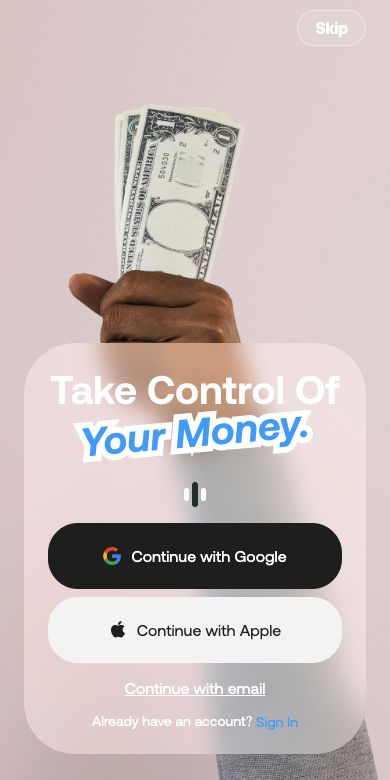 Skip
Take Control Of
Your Money.
Continue with Google
Continue with Apple
Continue with email
Already have an account? Sign In